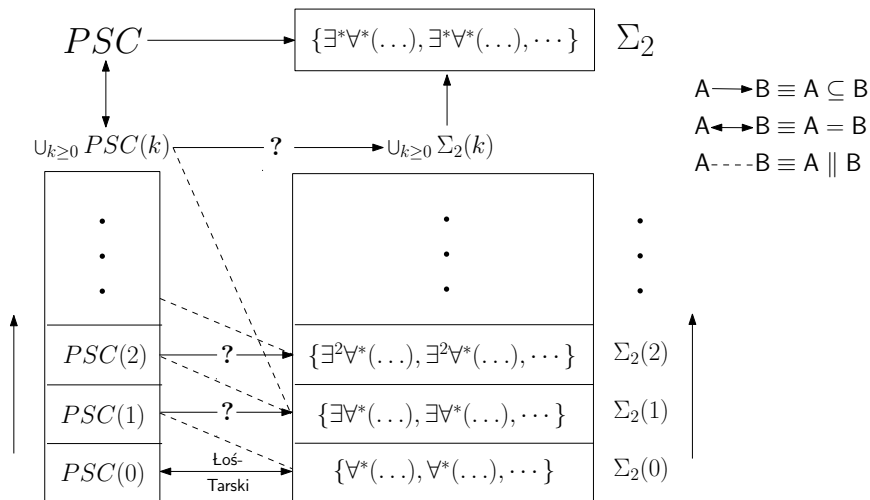 PSC {∃*∀*(...), ∃*∀*(...), ···} Σ₂
A B ≡ A ⊆ B
A B ≡ A = B
∪ₖ≥₀ PSC(k) ? ∪ₖ≥₀ Σ₂(k)
A B ≡ A ∥ B
PSC(2) ? {∃²∀*(...), ∃²∀*(...), ···} Σ₂(2)
PSC(1) ? {∃∀*(...), ∃∀*(...), ···} Σ₂(1)
Łoś-
PSC(0) {∀*(...), ∀*(...), ···} Σ₂(0)
Tarski